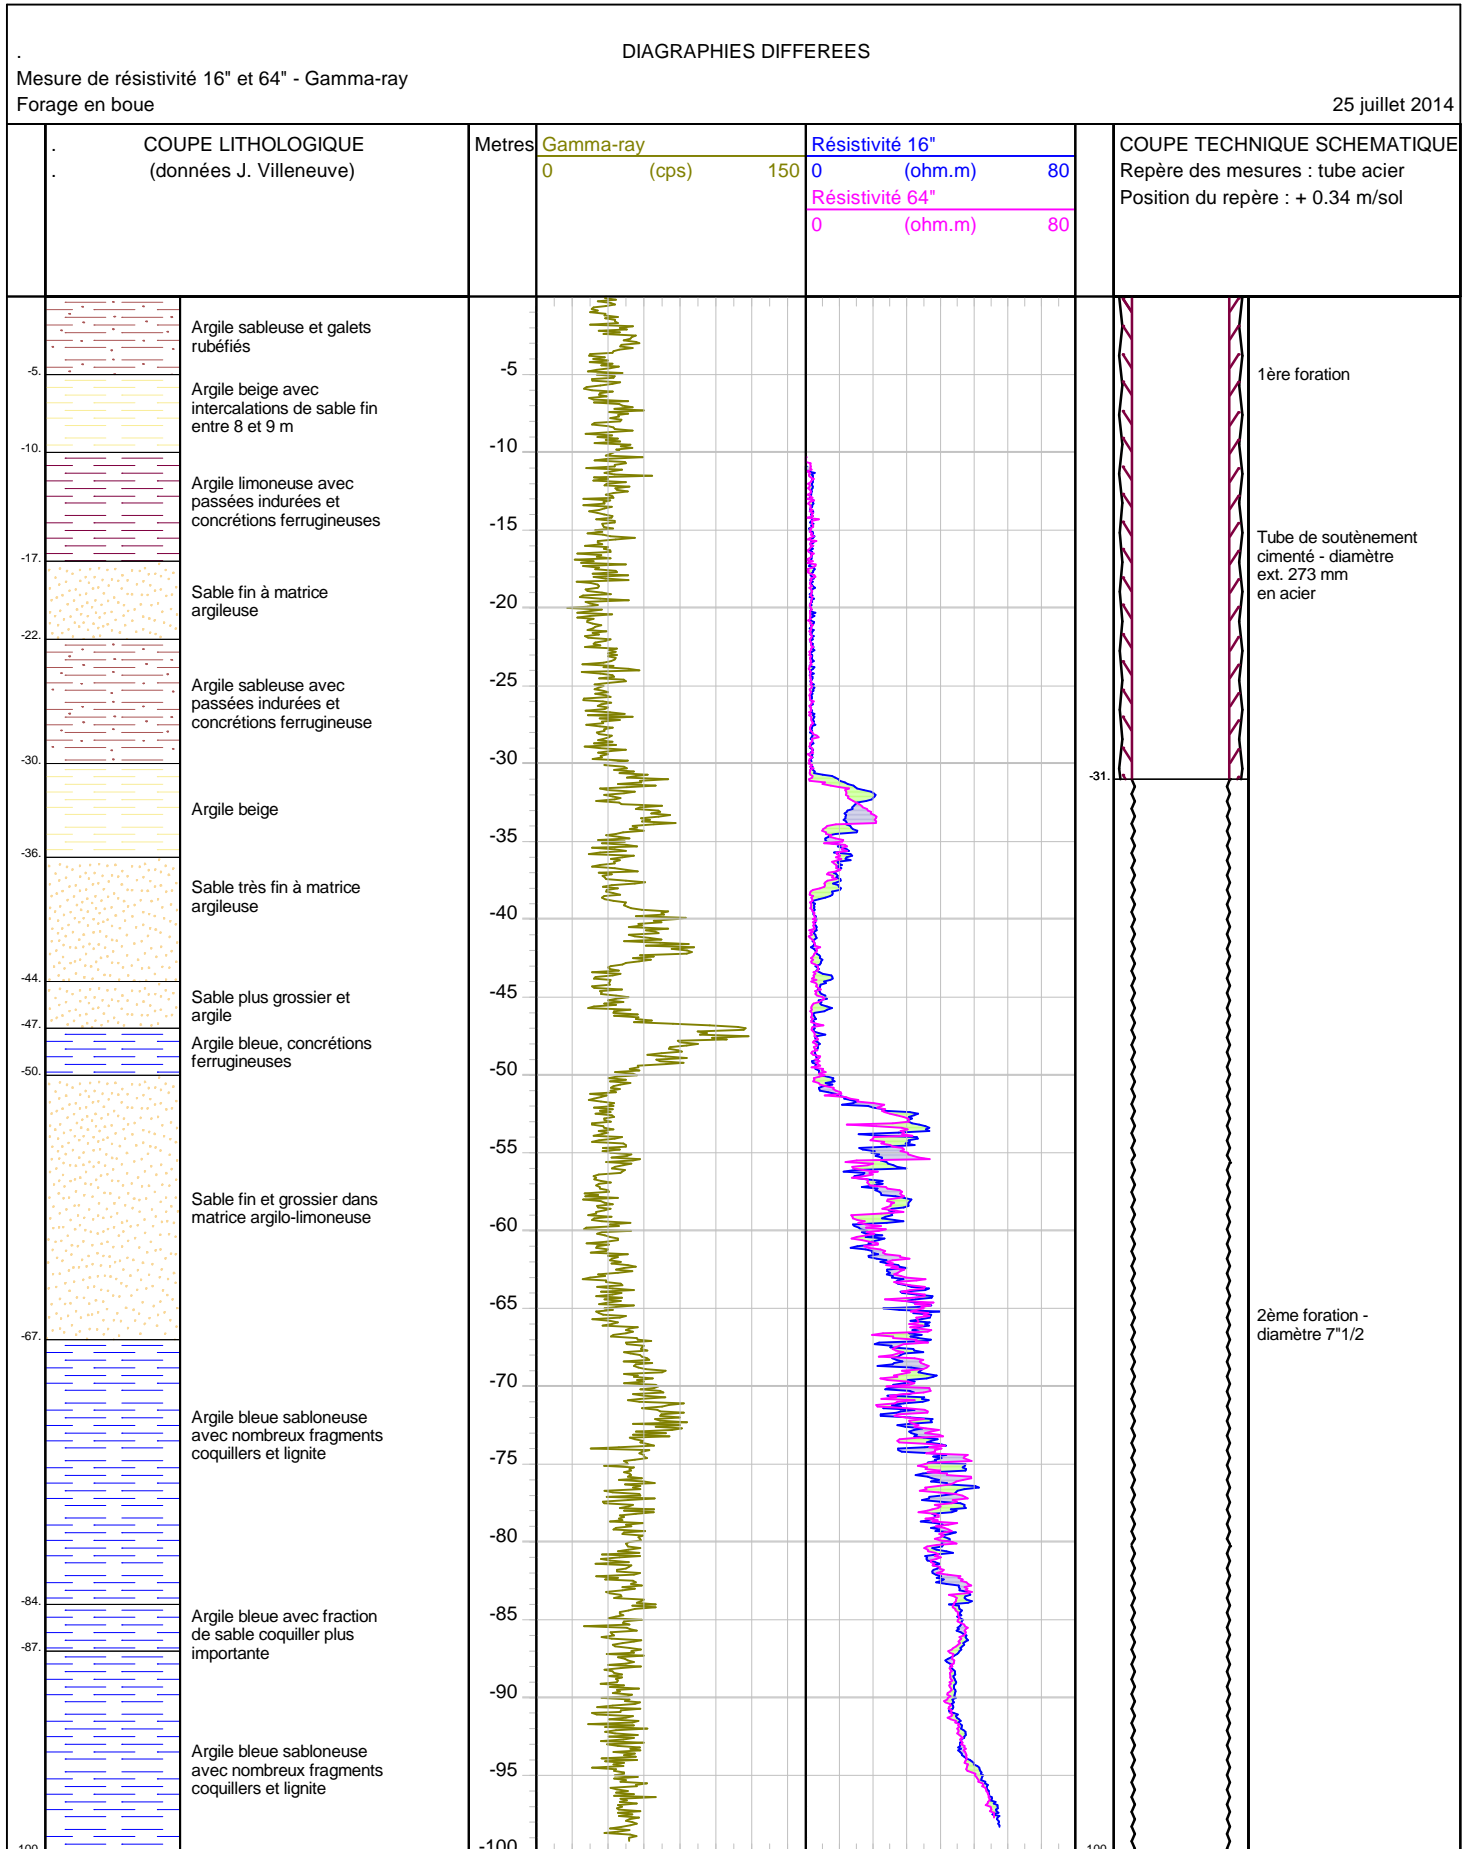 .
DIAGRAPHIES DIFFEREES
Mesure de résistivité 16" et 64" - Gamma-ray
Forage en boue
25 juillet 2014
.
COUPE LITHOLOGIQUE
.
(données J. Villeneuve)
Metres
Gamma-ray
0 (cps) 150
Résistivité 16"
0 (ohm.m) 80
Résistivité 64"
0 (ohm.m) 80
COUPE TECHNIQUE SCHEMATIQUE
Repère des mesures : tube acier
Position du repère : + 0.34 m/sol
Argile sableuse et galets
rubéfiés
-5.
Argile beige avec
intercalations de sable fin
entre 8 et 9 m
-10.
Argile limoneuse avec
passées indurées et
concrétions ferrugineuses
-17.
Sable fin à matrice
argileuse
-22.
Argile sableuse avec
passées indurées et
concrétions ferrugineuse
-30.
Argile beige
-36.
Sable très fin à matrice
argileuse
-44.
Sable plus grossier et
argile
-47.
Argile bleue, concrétions
ferrugineuses
-50.
Sable fin et grossier dans
matrice argilo-limoneuse
-67.
Argile bleue sabloneuse
avec nombreux fragments
coquillers et lignite
-84.
Argile bleue avec fraction
de sable coquiller plus
importante
-87.
Argile bleue sabloneuse
avec nombreux fragments
coquillers et lignite
-100
-5
-10
-15
-20
-25
-30
-35
-40
-45
-50
-55
-60
-65
-70
-75
-80
-85
-90
-95
-100
-31.
-100
1ère foration
Tube de soutènement
cimenté - diamètre
ext. 273 mm
en acier
2ème foration -
diamètre 7"1/2